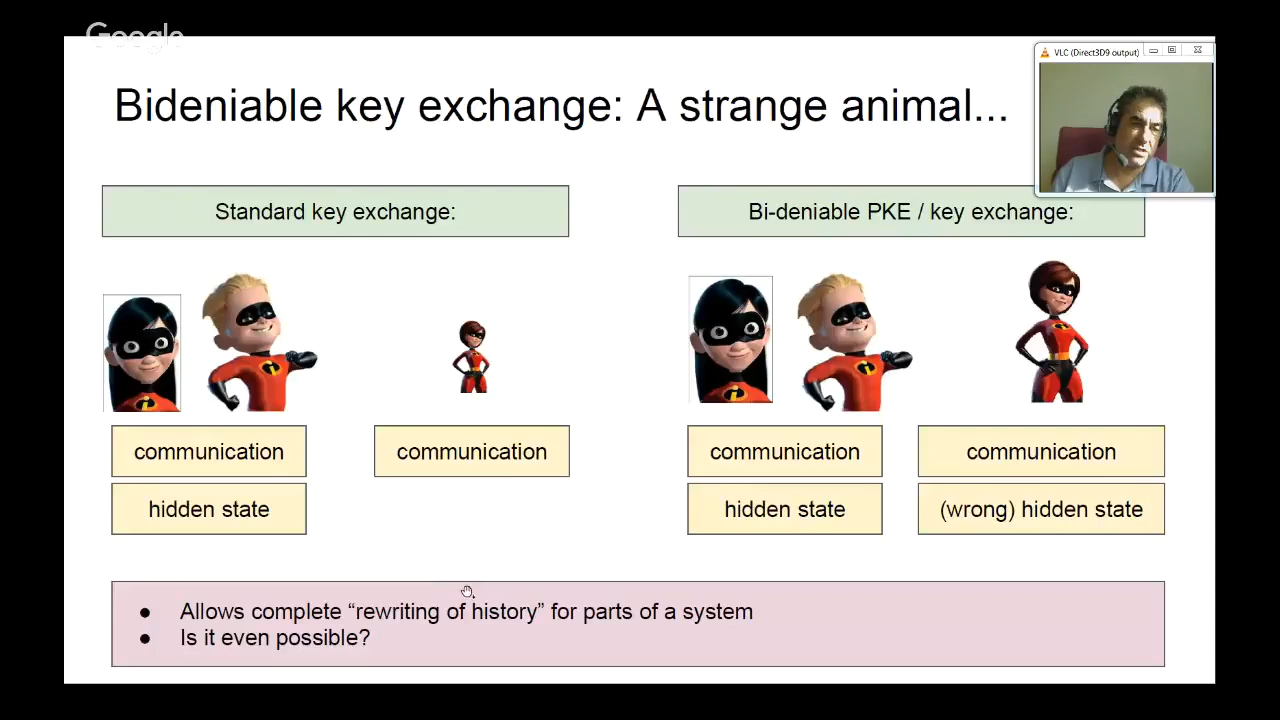 Google
VLC (Direct3D9 output)
Bideniable key exchange: A strange animal...
Standard key exchange:
Bi-deniable PKE / key exchange:
communication
communication
communication
communication
hidden state
hidden state
(wrong) hidden state
● Allows complete “rewriting of history” for parts of a system
● Is it even possible?